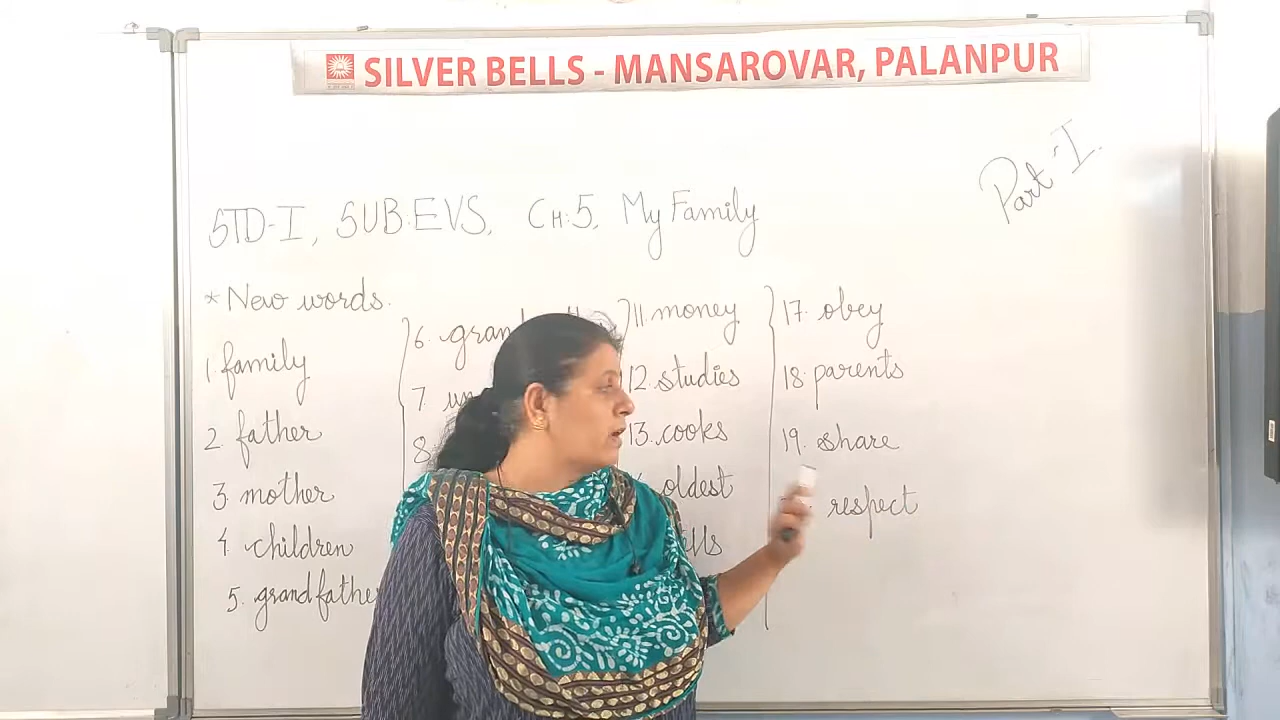 SILVER BELLS - MANSAROVAR, PALANPUR
Part-I.
STD-I, SUB:EVS, CH:5, My Family
* New words.
1. family
2. father
3. mother
4. children
5. grandfathe
6.
7.
8.
11 money
12. studies
13. cooks
oldest
17. obey
18. parents
19. share
respect